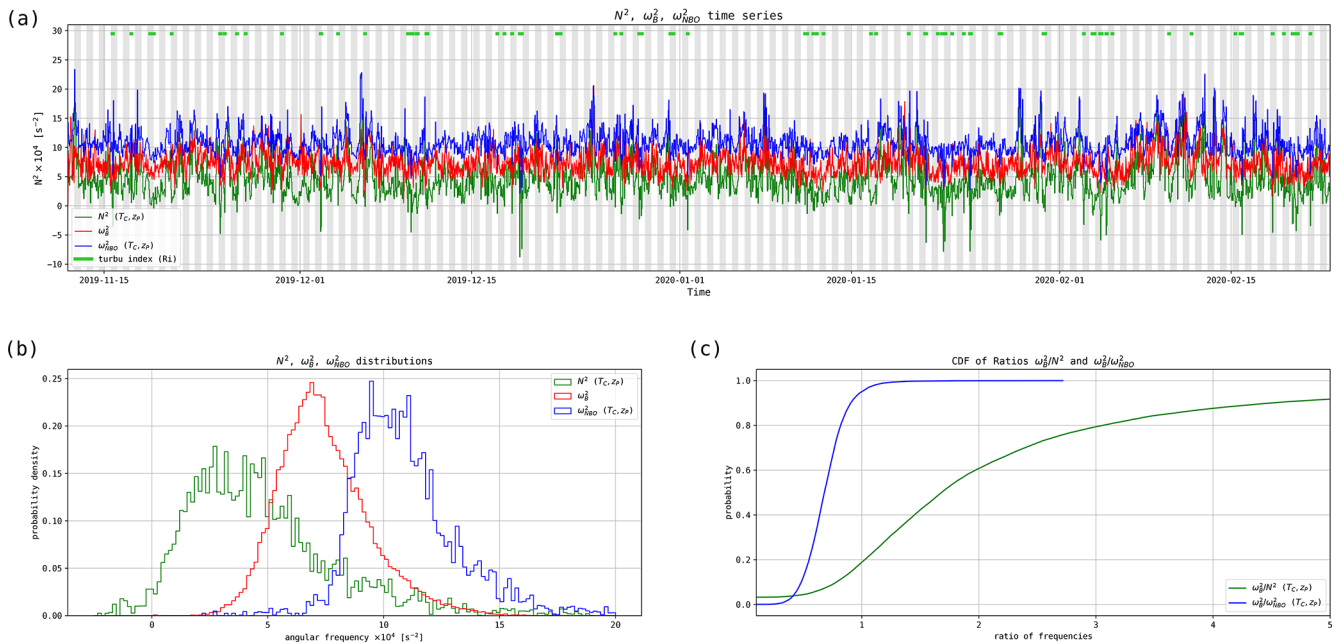 (a)
N², ω²_B, ω²_NBO time series
N² × 10⁴ [s⁻²]
30
25
20
15
10
5
0
−5
−10
N² (T_C, z_P)
ω²_B
ω²_NBO (T_C, z_P)
turbu index (Ri)
2019-11-15
2019-12-01
2019-12-15
2020-01-01
2020-01-15
2020-02-01
2020-02-15
Time
(b)
N², ω²_B, ω²_NBO distributions
probability density
0.25
0.20
0.15
0.10
0.05
0.00
N² (T_C, z_P)
ω²_B
ω²_NBO (T_C, z_P)
0
5
10
15
20
angular frequency ×10⁴ [s⁻²]
(c)
CDF of Ratios ω²_B/N² and ω²_B/ω²_NBO
probability
1.0
0.8
0.6
0.4
0.2
0.0
ω²_B/N² (T_C, z_P)
ω²_B/ω²_NBO (T_C, z_P)
1
2
3
4
5
ratio of frequencies